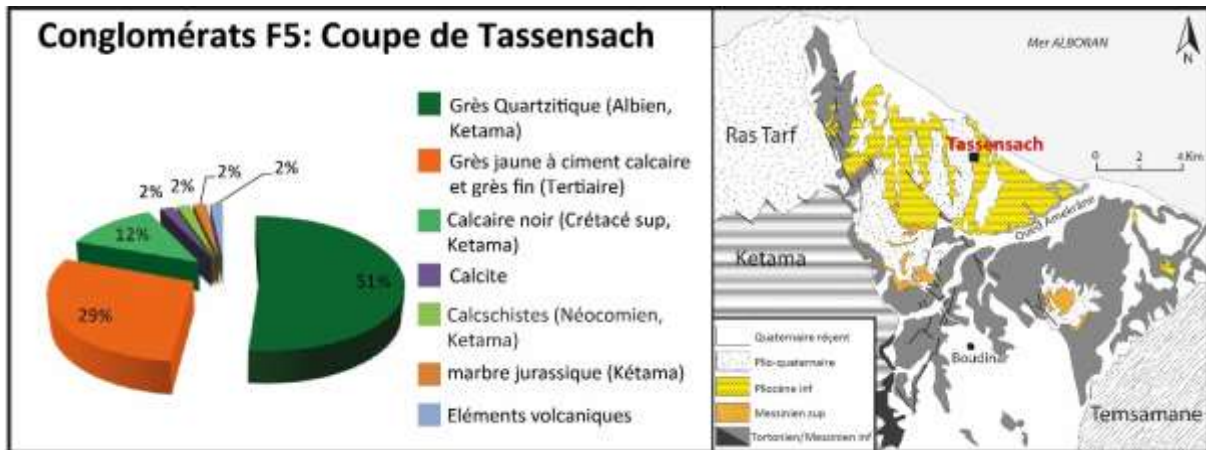 Conglomérats F5: Coupe de Tassensach
Grès Quartzitique (Albien,
Ketama)
Grès jaune à ciment calcaire
et grès fin (Tertiaire)
Calcaire noir (Crétacé sup,
Ketama)
Calcite
Calcschistes (Néocomien,
Ketama)
marbre jurassique (Kétama)
Eléments volcaniques
51%
29%
12%
2%
2%
2%
2%
Mer ALBORAN
N
Ras Tarf
Tassensach
0 2 4 Km
Oued Amekrâne
Ketama
Boudinar
Temsamane
Quaternaire réçent
Plio-quaternaire
Pliocène inf
Messinien sup
Tortonien/Messinien inf